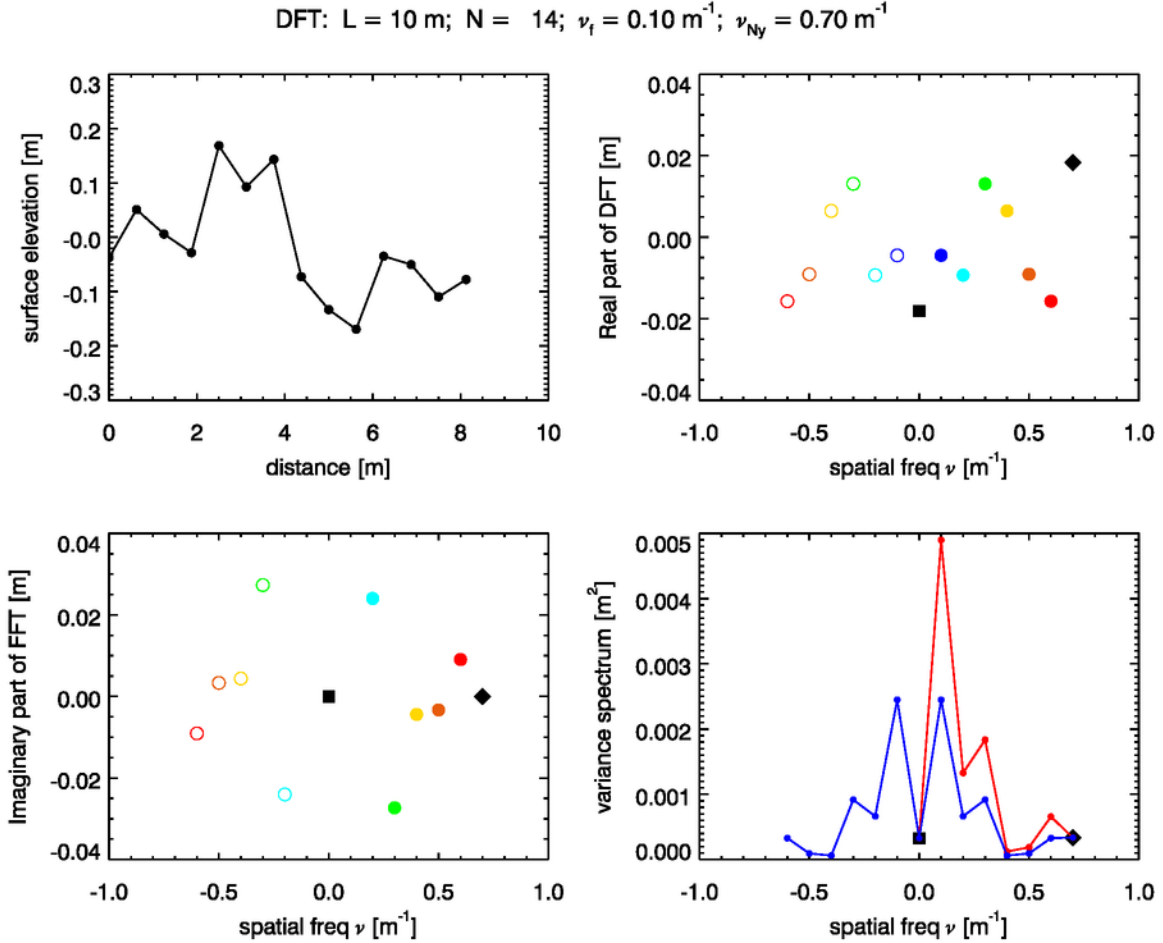 DFT: L = 10 m; N = 14; ν_f = 0.10 m⁻¹; ν_Ny = 0.70 m⁻¹
surface elevation [m]
0.3
0.2
0.1
-0.0
-0.1
-0.2
-0.3
0 2 4 6 8 10
distance [m]
Real part of DFT [m]
0.04
0.02
0.00
-0.02
-0.04
-1.0 -0.5 0.0 0.5 1.0
spatial freq ν [m⁻¹]
Imaginary part of FFT [m]
0.04
0.02
0.00
-0.02
-0.04
-1.0 -0.5 0.0 0.5 1.0
spatial freq ν [m⁻¹]
variance spectrum [m²]
0.005
0.004
0.003
0.002
0.001
0.000
-1.0 -0.5 0.0 0.5 1.0
spatial freq ν [m⁻¹]